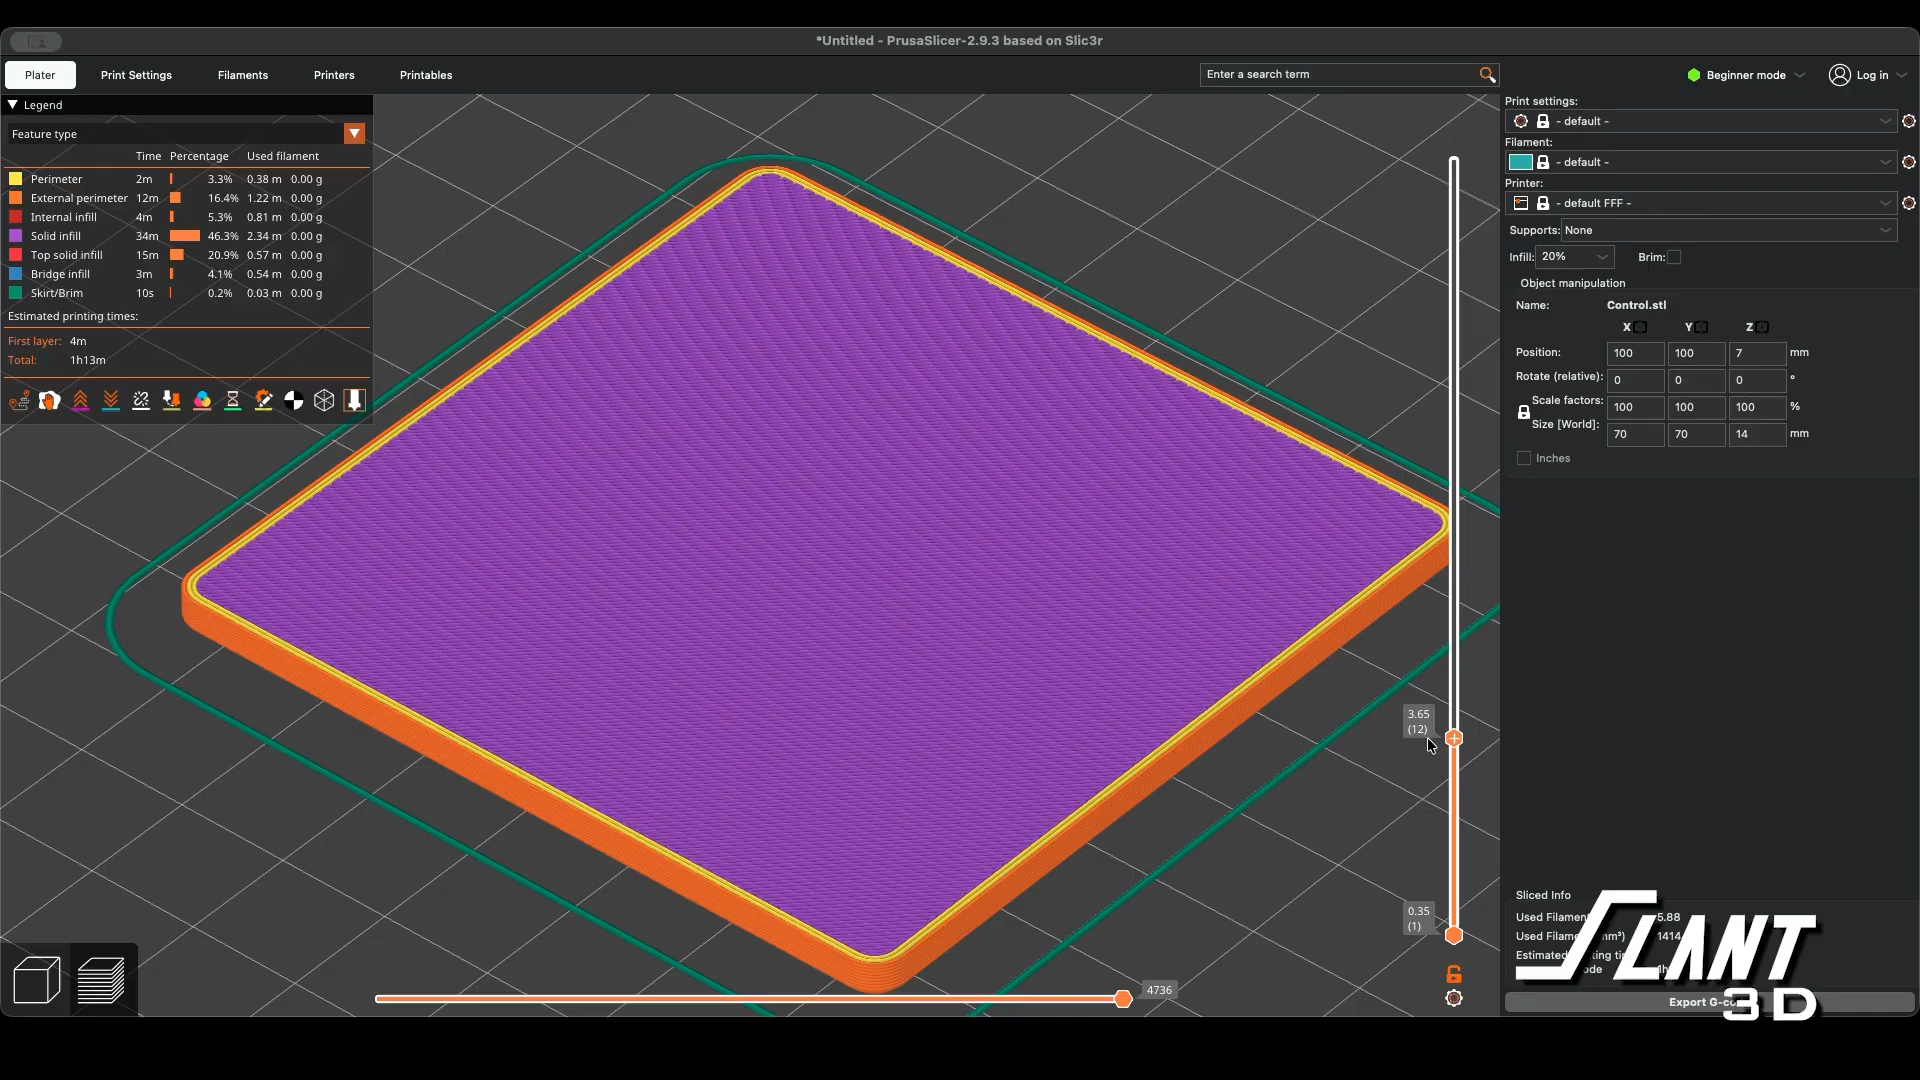 *Untitled - PrusaSlicer-2.9.3 based on Slic3r
Plater Print Settings Filaments Printers Printables
Enter a search term
Beginner mode
Log in
Legend
Feature type
Time Percentage Used filament
Perimeter 2m 3.3% 0.38 m 0.00 g
External perimeter 12m 16.4% 1.22 m 0.00 g
Internal infill 4m 5.3% 0.81 m 0.00 g
Solid infill 34m 46.3% 2.34 m 0.00 g
Top solid infill 15m 20.9% 0.57 m 0.00 g
Bridge infill 3m 4.1% 0.54 m 0.00 g
Skirt/Brim 10s 0.2% 0.03 m 0.00 g
Estimated printing times:
First layer: 4m
Total: 1h13m
3.65
(12)
0.35
(1)
4736
Print settings:
- default -
Filament:
- default -
Printer:
- default FFF -
Supports: None
Infill: 20% Brim:
Object manipulation
Name: Control.stl
X Y Z
Position: 100 100 7 mm
Rotate (relative): 0 0 0 °
Scale factors: 100 100 100 %
Size [World]: 70 70 14 mm
Inches
Sliced Info
Used Filament 5.88
Used 1414
Estimated
Export
SLANT
3D